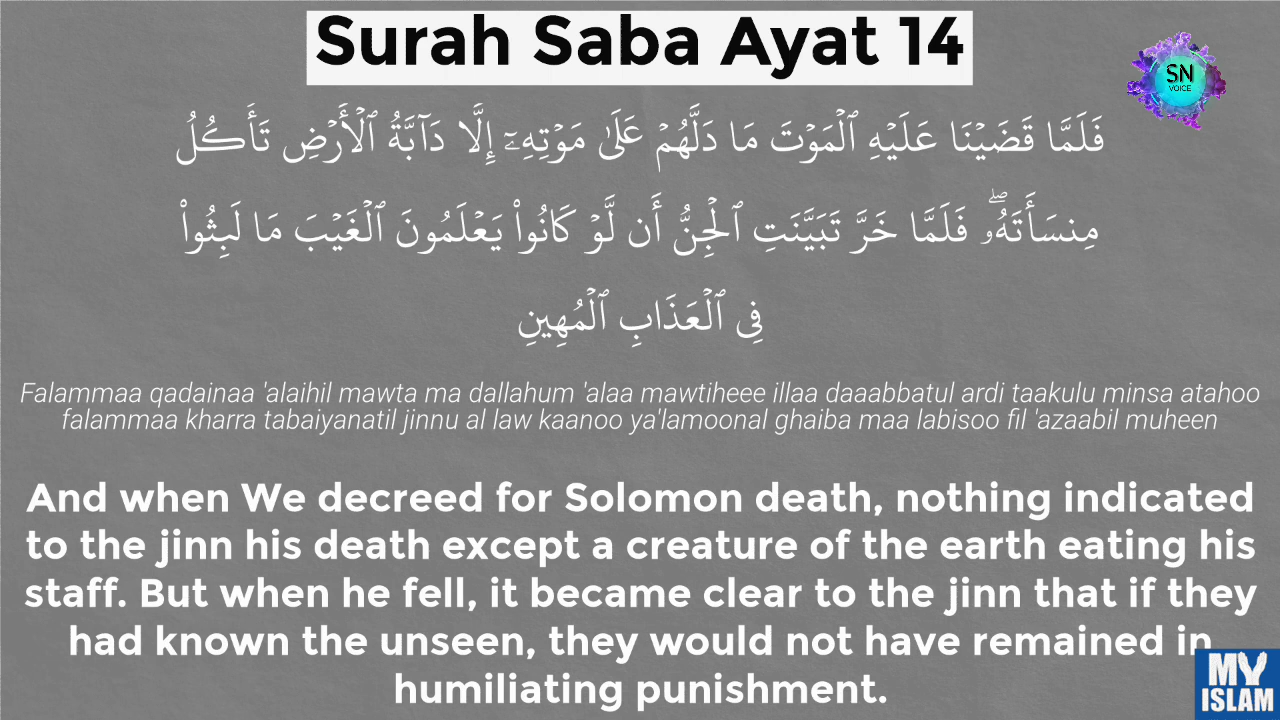 Surah Saba Ayat 14
SN
VOICE
فَلَمَّا قَضَيْنَا عَلَيْهِ ٱلْمَوْتَ مَا دَلَّهُمْ عَلَىٰ مَوْتِهِۦٓ إِلَّا دَآبَّةُ ٱلْأَرْضِ تَأْكُلُ
مِنسَأَتَهُۥ ۖ فَلَمَّا خَرَّ تَبَيَّنَتِ ٱلْجِنُّ أَن لَّوْ كَانُوا۟ يَعْلَمُونَ ٱلْغَيْبَ مَا لَبِثُوا۟
فِى ٱلْعَذَابِ ٱلْمُهِينِ
Falammaa qadainaa 'alaihil mawta ma dallahum 'alaa mawtiheee illaa daaabbatul ardi taakulu minsa atahoo
falammaa kharra tabaiyanatil jinnu al law kaanoo ya'lamoonal ghaiba maa labisoo fil 'azaabil muheen
And when We decreed for Solomon death, nothing indicated
to the jinn his death except a creature of the earth eating his
staff. But when he fell, it became clear to the jinn that if they
had known the unseen, they would not have remained in
humiliating punishment.
MY
ISLAM